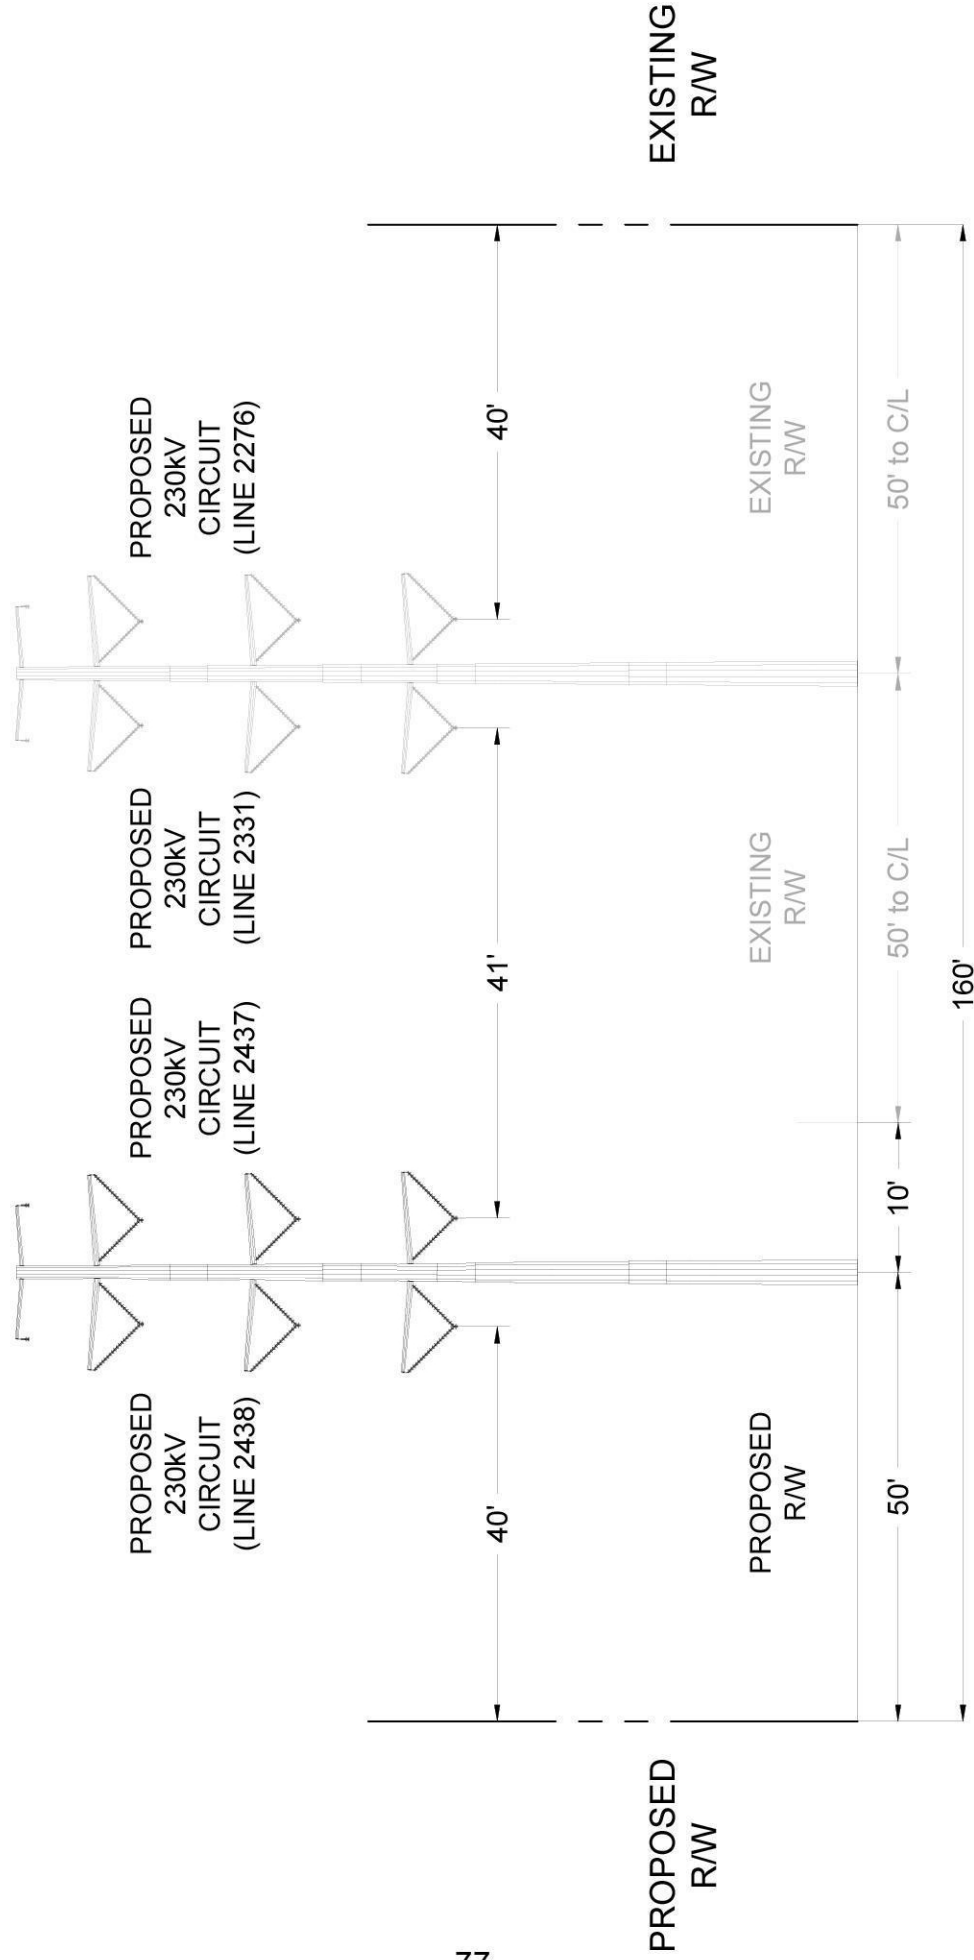 PROPOSED
230kV
CIRCUIT
(LINE 2438)
PROPOSED
230kV
CIRCUIT
(LINE 2437)
PROPOSED
230kV
CIRCUIT
(LINE 2331)
PROPOSED
230kV
CIRCUIT
(LINE 2276)
40'
41'
40'
PROPOSED
R/W
EXISTING
R/W
PROPOSED
R/W
EXISTING
R/W
EXISTING
R/W
50'
10'
50' to C/L
50' to C/L
160'
77